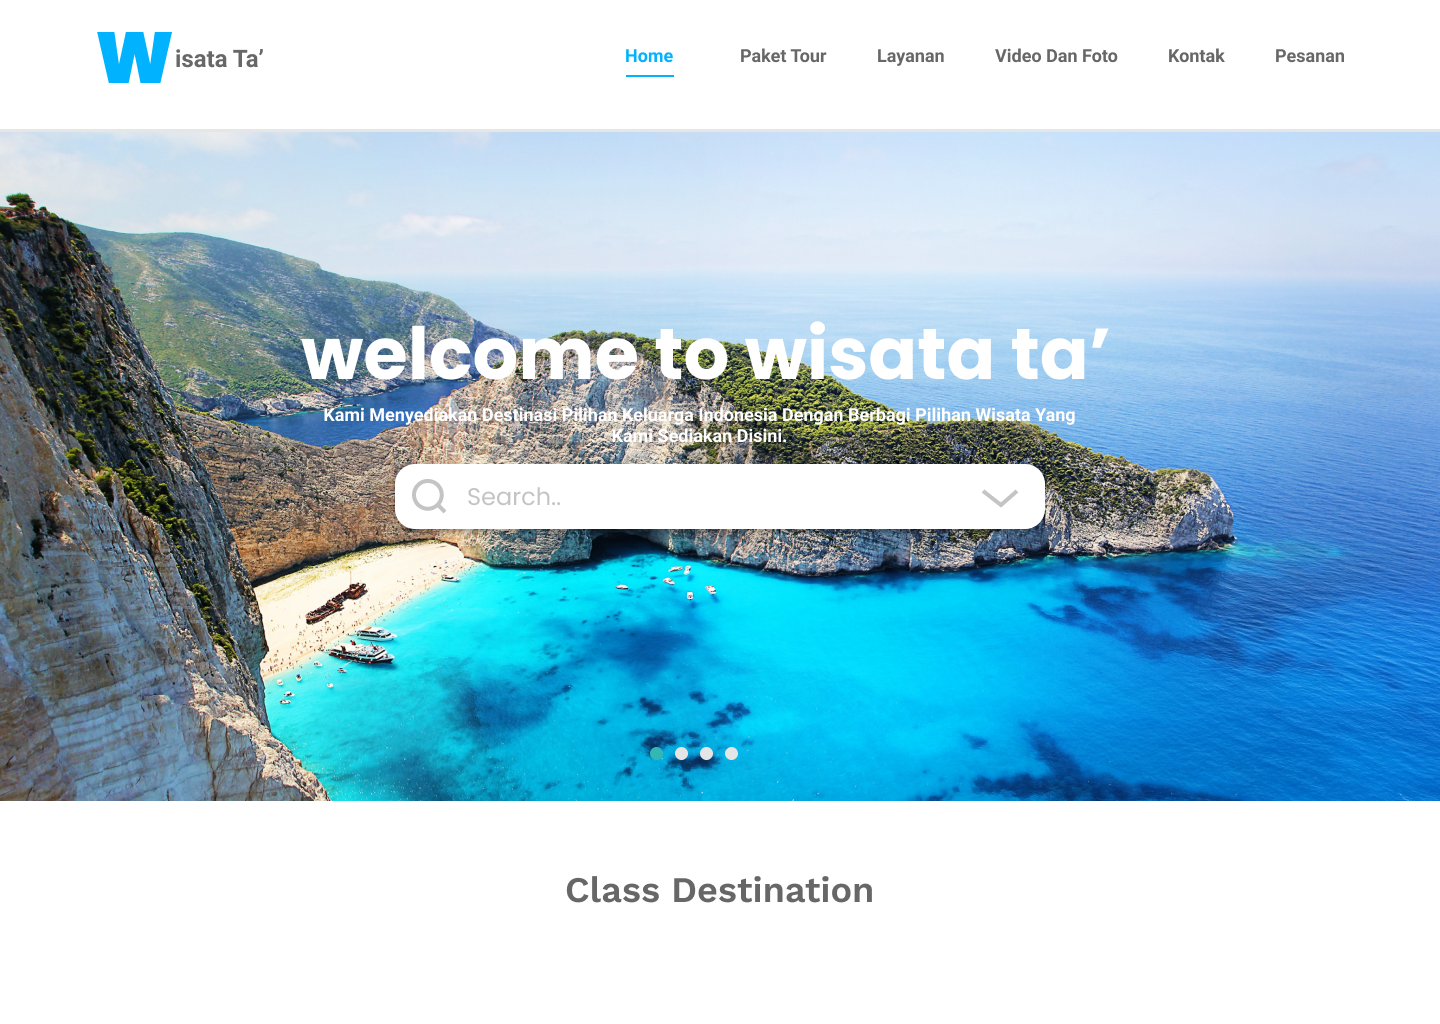 Wisata Ta’
Home Paket Tour Layanan Video Dan Foto Kontak Pesanan
welcome to wisata ta’
Kami Menyediakan Destinasi Pilihan Keluarga Indonesia Dengan Berbagi Pilihan Wisata Yang
Kami Sediakan Disini.
Search..
Class Destination